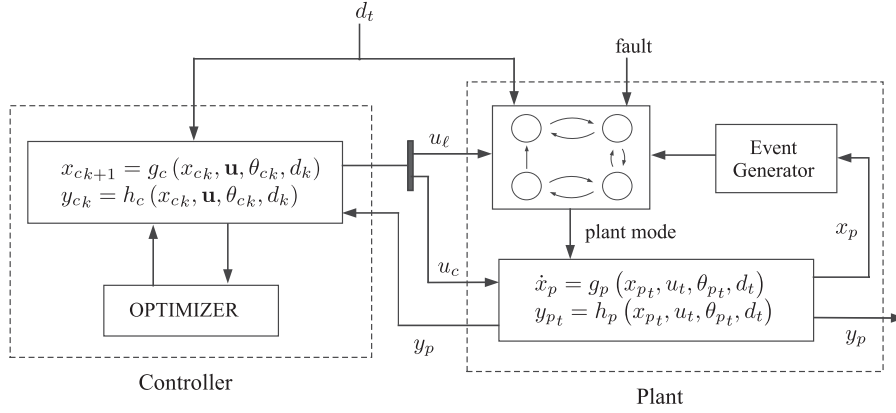 d_t
fault
x_{ck+1} = g_c (x_{ck}, u, θ_{ck}, d_k)
y_{ck} = h_c (x_{ck}, u, θ_{ck}, d_k)
u_ℓ
Event
Generator
plant mode
x_p
u_c
ẋ_p = g_p (x_{p_t}, u_t, θ_{p_t}, d_t)
y_{p_t} = h_p (x_{p_t}, u_t, θ_{p_t}, d_t)
OPTIMIZER
y_p
y_p
Controller
Plant